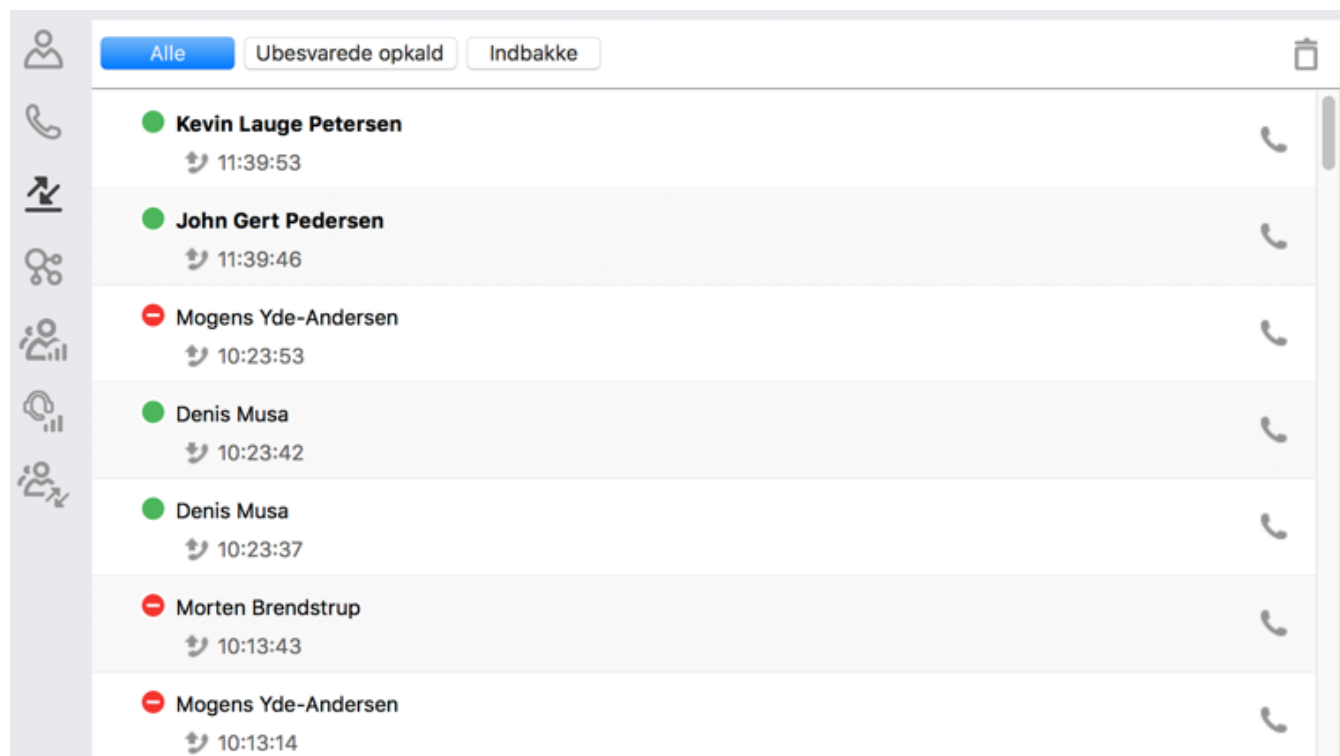 Alle Ubesvarede opkald Indbakke
Kevin Lauge Petersen
11:39:53
John Gert Pedersen
11:39:46
Mogens Yde-Andersen
10:23:53
Denis Musa
10:23:42
Denis Musa
10:23:37
Morten Brendstrup
10:13:43
Mogens Yde-Andersen
10:13:14